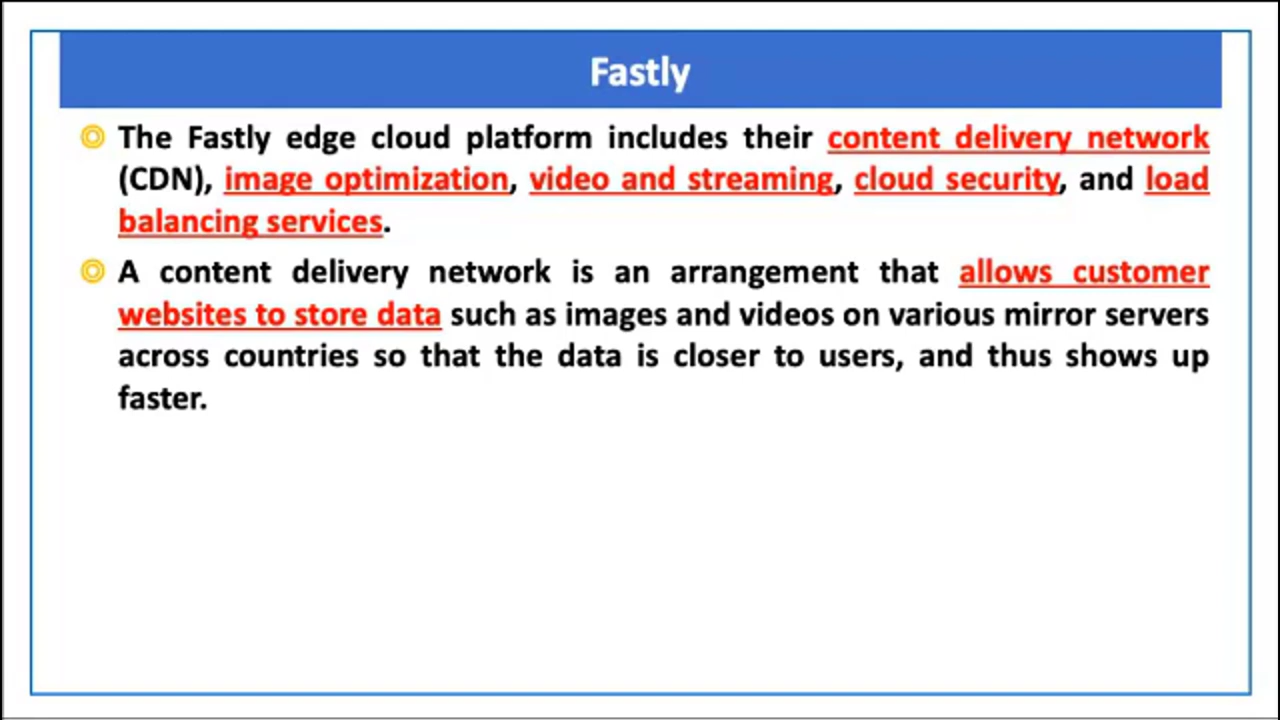 Fastly
The Fastly edge cloud platform includes their content delivery network
(CDN), image optimization, video and streaming, cloud security, and load
balancing services.
A content delivery network is an arrangement that allows customer
websites to store data such as images and videos on various mirror servers
across countries so that the data is closer to users, and thus shows up
faster.